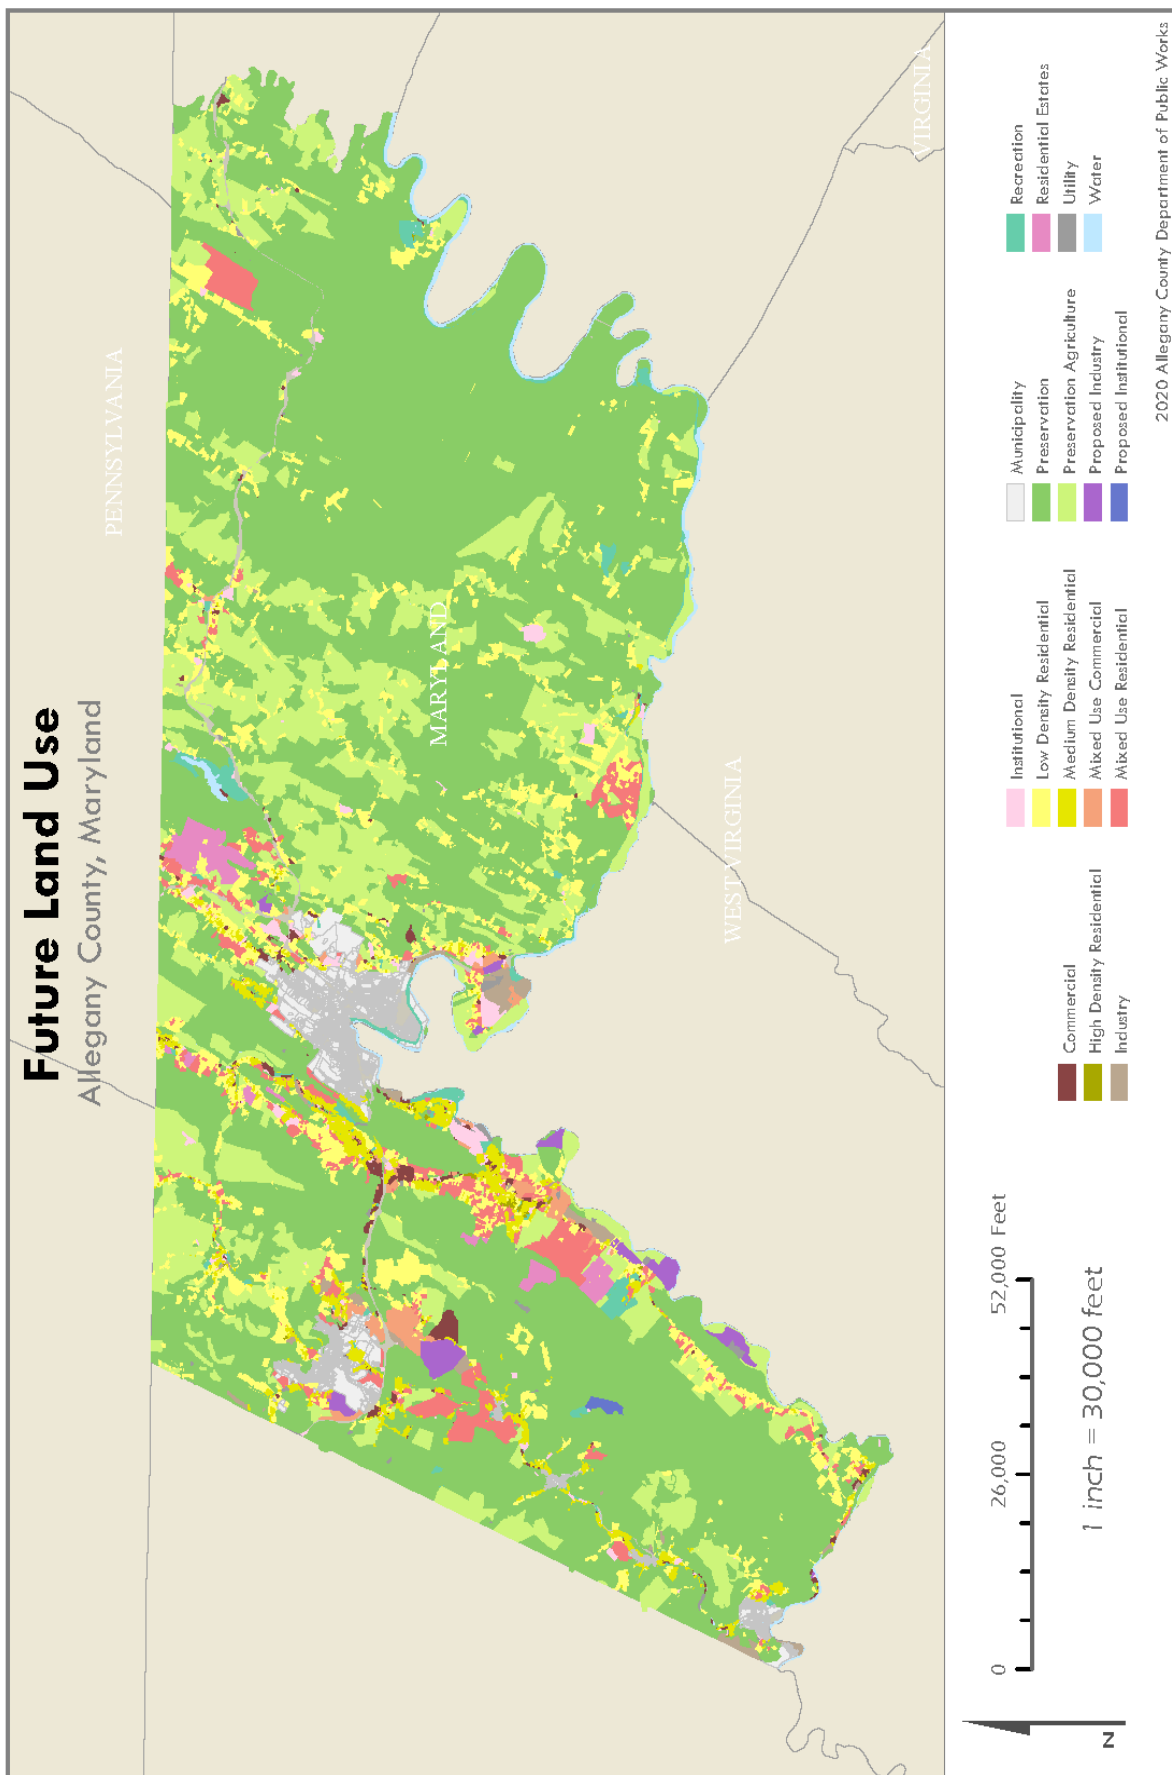 Future Land Use
Allegany County, Maryland
PENNSYLVANIA
MARYLAND
WEST VIRGINIA
VIRGINIA
N
0
26,000
52,000 Feet
1 inch = 30,000 feet
Commercial
High Density Residential
Industry
Institutional
Low Density Residential
Medium Density Residential
Mixed Use Commercial
Mixed Use Residential
Municipality
Preservation
Preservation Agriculture
Proposed Industry
Proposed Institutional
Recreation
Residential Estates
Utility
Water
2020 Allegany County Department of Public Works